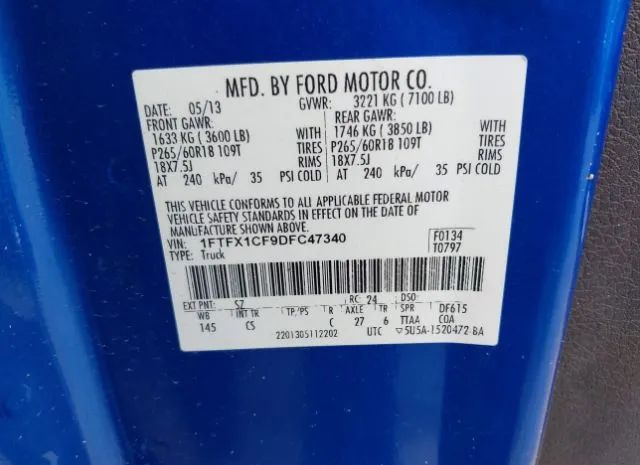 MFD. BY FORD MOTOR CO.
DATE: 05/13 GVWR: 3221 KG ( 7100 LB)
FRONT GAWR: REAR GAWR:
1633 KG ( 3600 LB) WITH 1746 KG ( 3850 LB) WITH
P265/60R18 109T TIRES P265/60R18 109T TIRES
18X7.5J RIMS 18X7.5J RIMS
AT 240 kPa/ 35 PSI COLD AT 240 kPa/ 35 PSI COLD
THIS VEHICLE CONFORMS TO ALL APPLICABLE FEDERAL MOTOR
VEHICLE SAFETY STANDARDS IN EFFECT ON THE DATE OF
MANUFACTURE SHOWN ABOVE.
VIN: 1FTFX1CF9DFC47340 F0134
TYPE: Truck T0797
EXT PNT: SZ RC: 24 DSO:
WB INT TR TP/PS R AXLE TR SPR DF615
145 CS C 27 6 TTAA COA
2201305112202 UTC 5U5A-1520472-BA